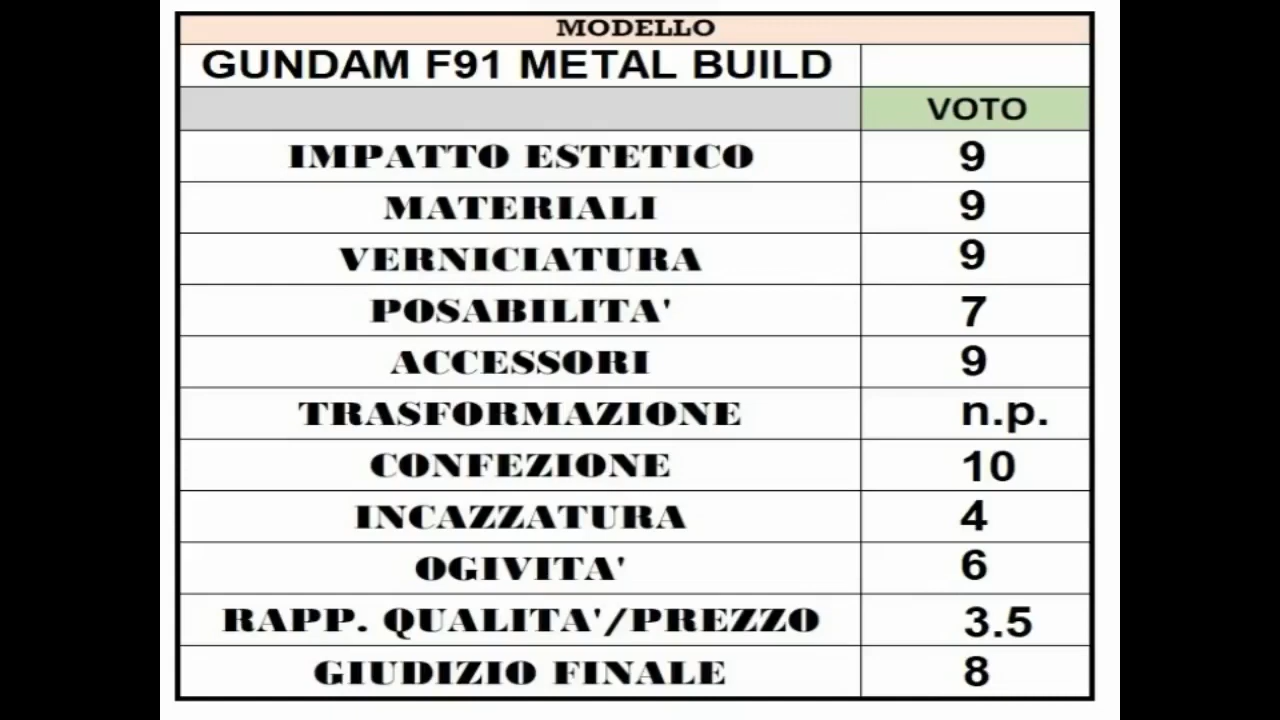 MODELLO
GUNDAM F91 METAL BUILD
VOTO
IMPATTO ESTETICO 9
MATERIALI 9
VERNICIATURA 9
POSABILITA' 7
ACCESSORI 9
TRASFORMAZIONE n.p.
CONFEZIONE 10
INCAZZATURA 4
OGIVITA' 6
RAPP. QUALITA'/PREZZO 3.5
GIUDIZIO FINALE 8